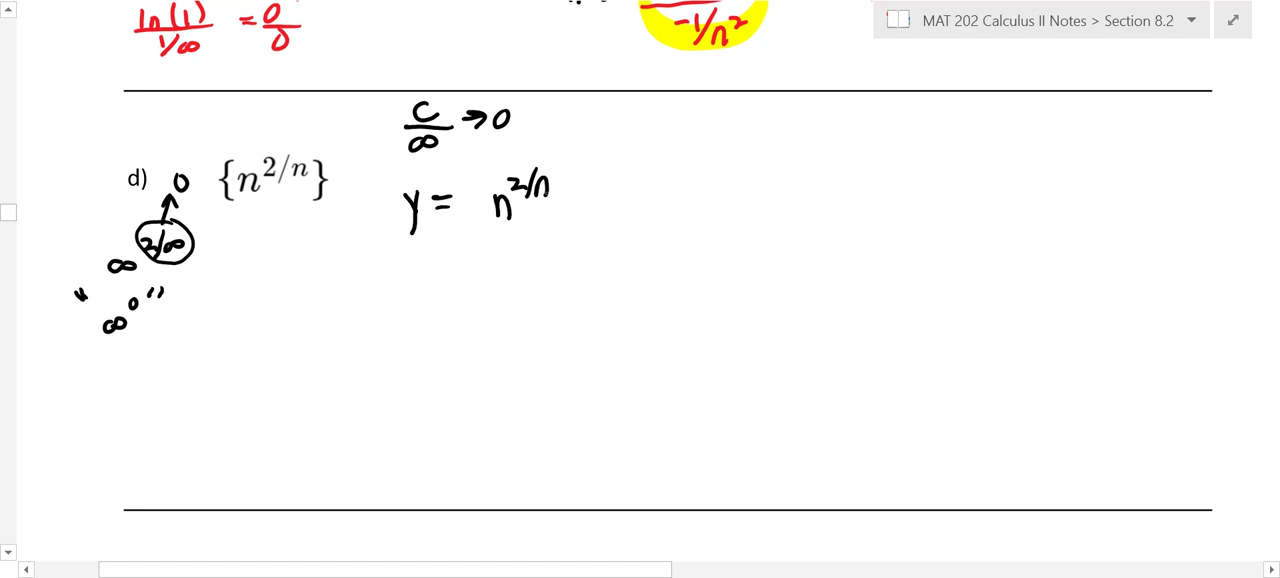 ln(1)/(1/∞) = 0/0
-1/n²
MAT 202 Calculus II Notes > Section 8.2
C/∞ → 0
d) {n^{2/n}}
0
2/∞
∞
y = n^{2/n}
"∞⁰"